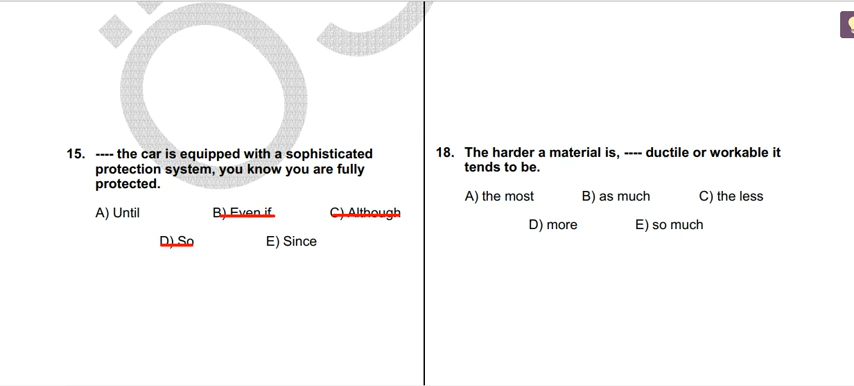 15. ---- the car is equipped with a sophisticated
protection system, you know you are fully
protected.
A) Until B) Even if C) Although
D) So E) Since
18. The harder a material is, ---- ductile or workable it
tends to be.
A) the most B) as much C) the less
D) more E) so much